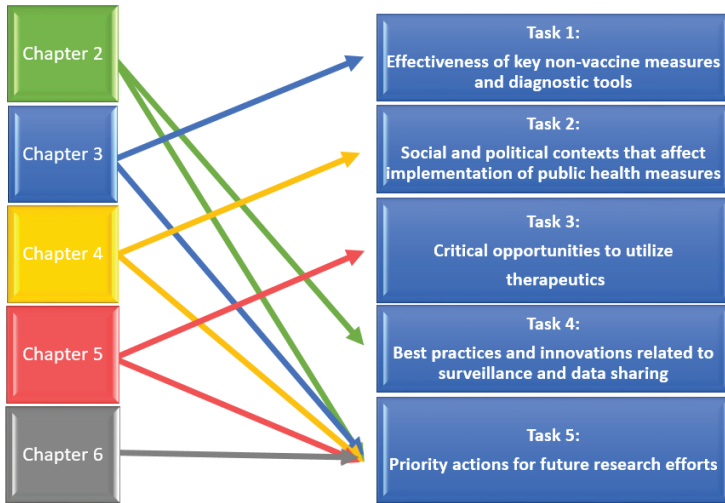 Chapter 2
Chapter 3
Chapter 4
Chapter 5
Chapter 6
Task 1:
Effectiveness of key non-vaccine measures
and diagnostic tools
Task 2:
Social and political contexts that affect
implementation of public health measures
Task 3:
Critical opportunities to utilize
therapeutics
Task 4:
Best practices and innovations related to
surveillance and data sharing
Task 5:
Priority actions for future research efforts